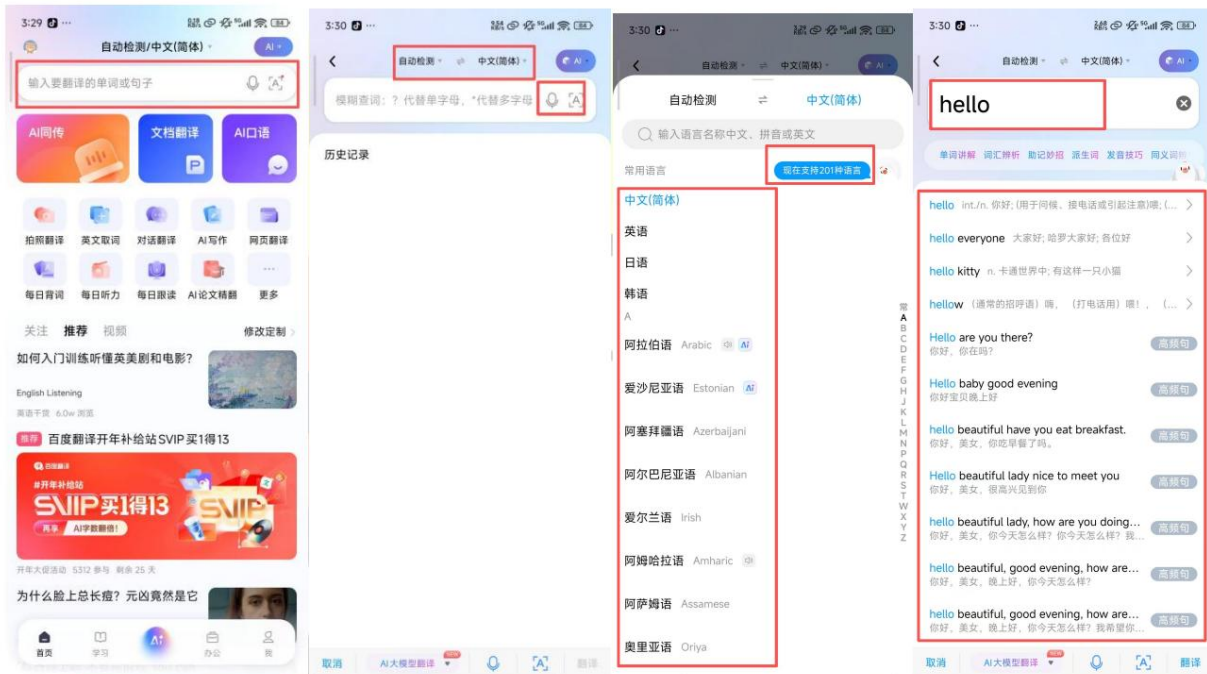 3:29
自动检测/中文(简体)
AI
输入要翻译的单词或句子
AI同传
文档翻译
AI口语
拍照翻译 英文取词 对话翻译 AI写作 网页翻译
每日背词 每日听力 每日跟读 AI论文精翻 更多
关注 推荐 视频 修改定制
如何入门训练听懂英美剧和电影?
English Listening
英语干货 6.0w 浏览
推荐 百度翻译开年补给站SVIP买1得13
百度翻译
#开年补给站
SVIP买1得13
再享 AI字数翻倍!
SVIP
开年大促活动 5312 参与 剩余 25 天
为什么脸上总长痘? 元凶竟然是它
首页 学习 Ai 办公 我
3:30
自动检测 中文(简体) AI
模糊查词: ? 代替单字母, *代替多字母
历史记录
取消 AI大模型翻译 NEW 翻译
3:30
自动检测 中文(简体) AI
自动检测 中文(简体)
输入语言名称中文、拼音或英文
常用语言 现在支持201种语言
中文(简体)
英语
日语
韩语
A
阿拉伯语 Arabic AI
爱沙尼亚语 Estonian AI
阿塞拜疆语 Azerbaijani
阿尔巴尼亚语 Albanian
爱尔兰语 Irish
阿姆哈拉语 Amharic
阿萨姆语 Assamese
奥里亚语 Oriya
常
A
B
C
D
E
F
G
H
J
K
L
M
N
P
Q
R
S
T
W
X
Y
Z
3:30
自动检测 中文(简体) AI
hello
单词讲解 词汇辨析 助记妙招 派生词 发音技巧 同义词
hello int./n. 你好; (用于问候、接电话或引起注意)喂; (...
hello everyone 大家好; 哈罗大家好; 各位好
hello kitty n. 卡通世界中; 有这样一只小猫
hellow (通常的招呼语) 嗨, (打电话用) 喂! , (...
Hello are you there? 高频句
你好, 你在吗?
Hello baby good evening 高频句
你好宝贝晚上好
hello beautiful have you eat breakfast. 高频句
你好, 美女, 你吃早餐了吗。
Hello beautiful lady nice to meet you 高频句
你好, 美女, 很高兴见到你
hello beautiful lady, how are you doing... 高频句
你好, 美女, 你今天怎么样? 你今天怎么样? 我...
hello beautiful, good evening, how are... 高频句
你好, 美女, 晚上好, 你今天怎么样?
hello beautiful, good evening, how are... 高频句
你好, 美女, 晚上好, 你今天怎么样? 我希望你...
取消 AI大模型翻译 NEW 翻译